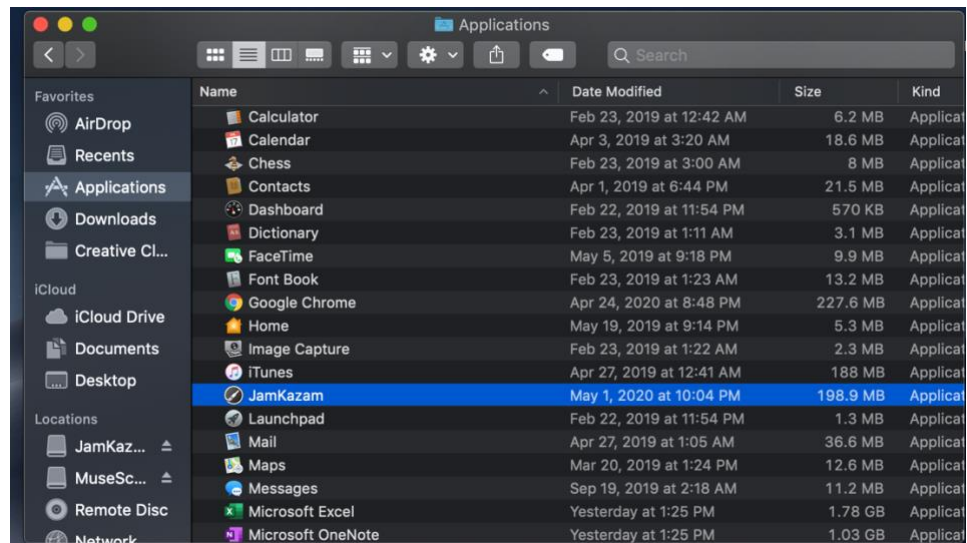 Applications
Search
Favorites
AirDrop
Recents
Applications
Downloads
Creative Cl...
iCloud
iCloud Drive
Documents
Desktop
Locations
JamKaz...
MuseSc...
Remote Disc
Network
Name Date Modified Size Kind
Calculator Feb 23, 2019 at 12:42 AM 6.2 MB Applicat
Calendar Apr 3, 2019 at 3:20 AM 18.6 MB Applicat
Chess Feb 23, 2019 at 3:00 AM 8 MB Applicat
Contacts Apr 1, 2019 at 6:44 PM 21.5 MB Applicat
Dashboard Feb 22, 2019 at 11:54 PM 570 KB Applicat
Dictionary Feb 23, 2019 at 1:11 AM 3.1 MB Applicat
FaceTime May 5, 2019 at 9:18 PM 9.9 MB Applicat
Font Book Feb 23, 2019 at 1:23 AM 13.2 MB Applicat
Google Chrome Apr 24, 2020 at 8:48 PM 227.6 MB Applicat
Home May 19, 2019 at 9:14 PM 5.3 MB Applicat
Image Capture Feb 23, 2019 at 1:22 AM 2.3 MB Applicat
iTunes Apr 27, 2019 at 12:41 AM 188 MB Applicat
JamKazam May 1, 2020 at 10:04 PM 198.9 MB Applicat
Launchpad Feb 22, 2019 at 11:54 PM 1.3 MB Applicat
Mail Apr 27, 2019 at 1:05 AM 36.6 MB Applicat
Maps Mar 20, 2019 at 1:24 PM 12.6 MB Applicat
Messages Sep 19, 2019 at 2:18 AM 11.2 MB Applicat
Microsoft Excel Yesterday at 1:25 PM 1.78 GB Applicat
Microsoft OneNote Yesterday at 1:25 PM 1.03 GB Applicat